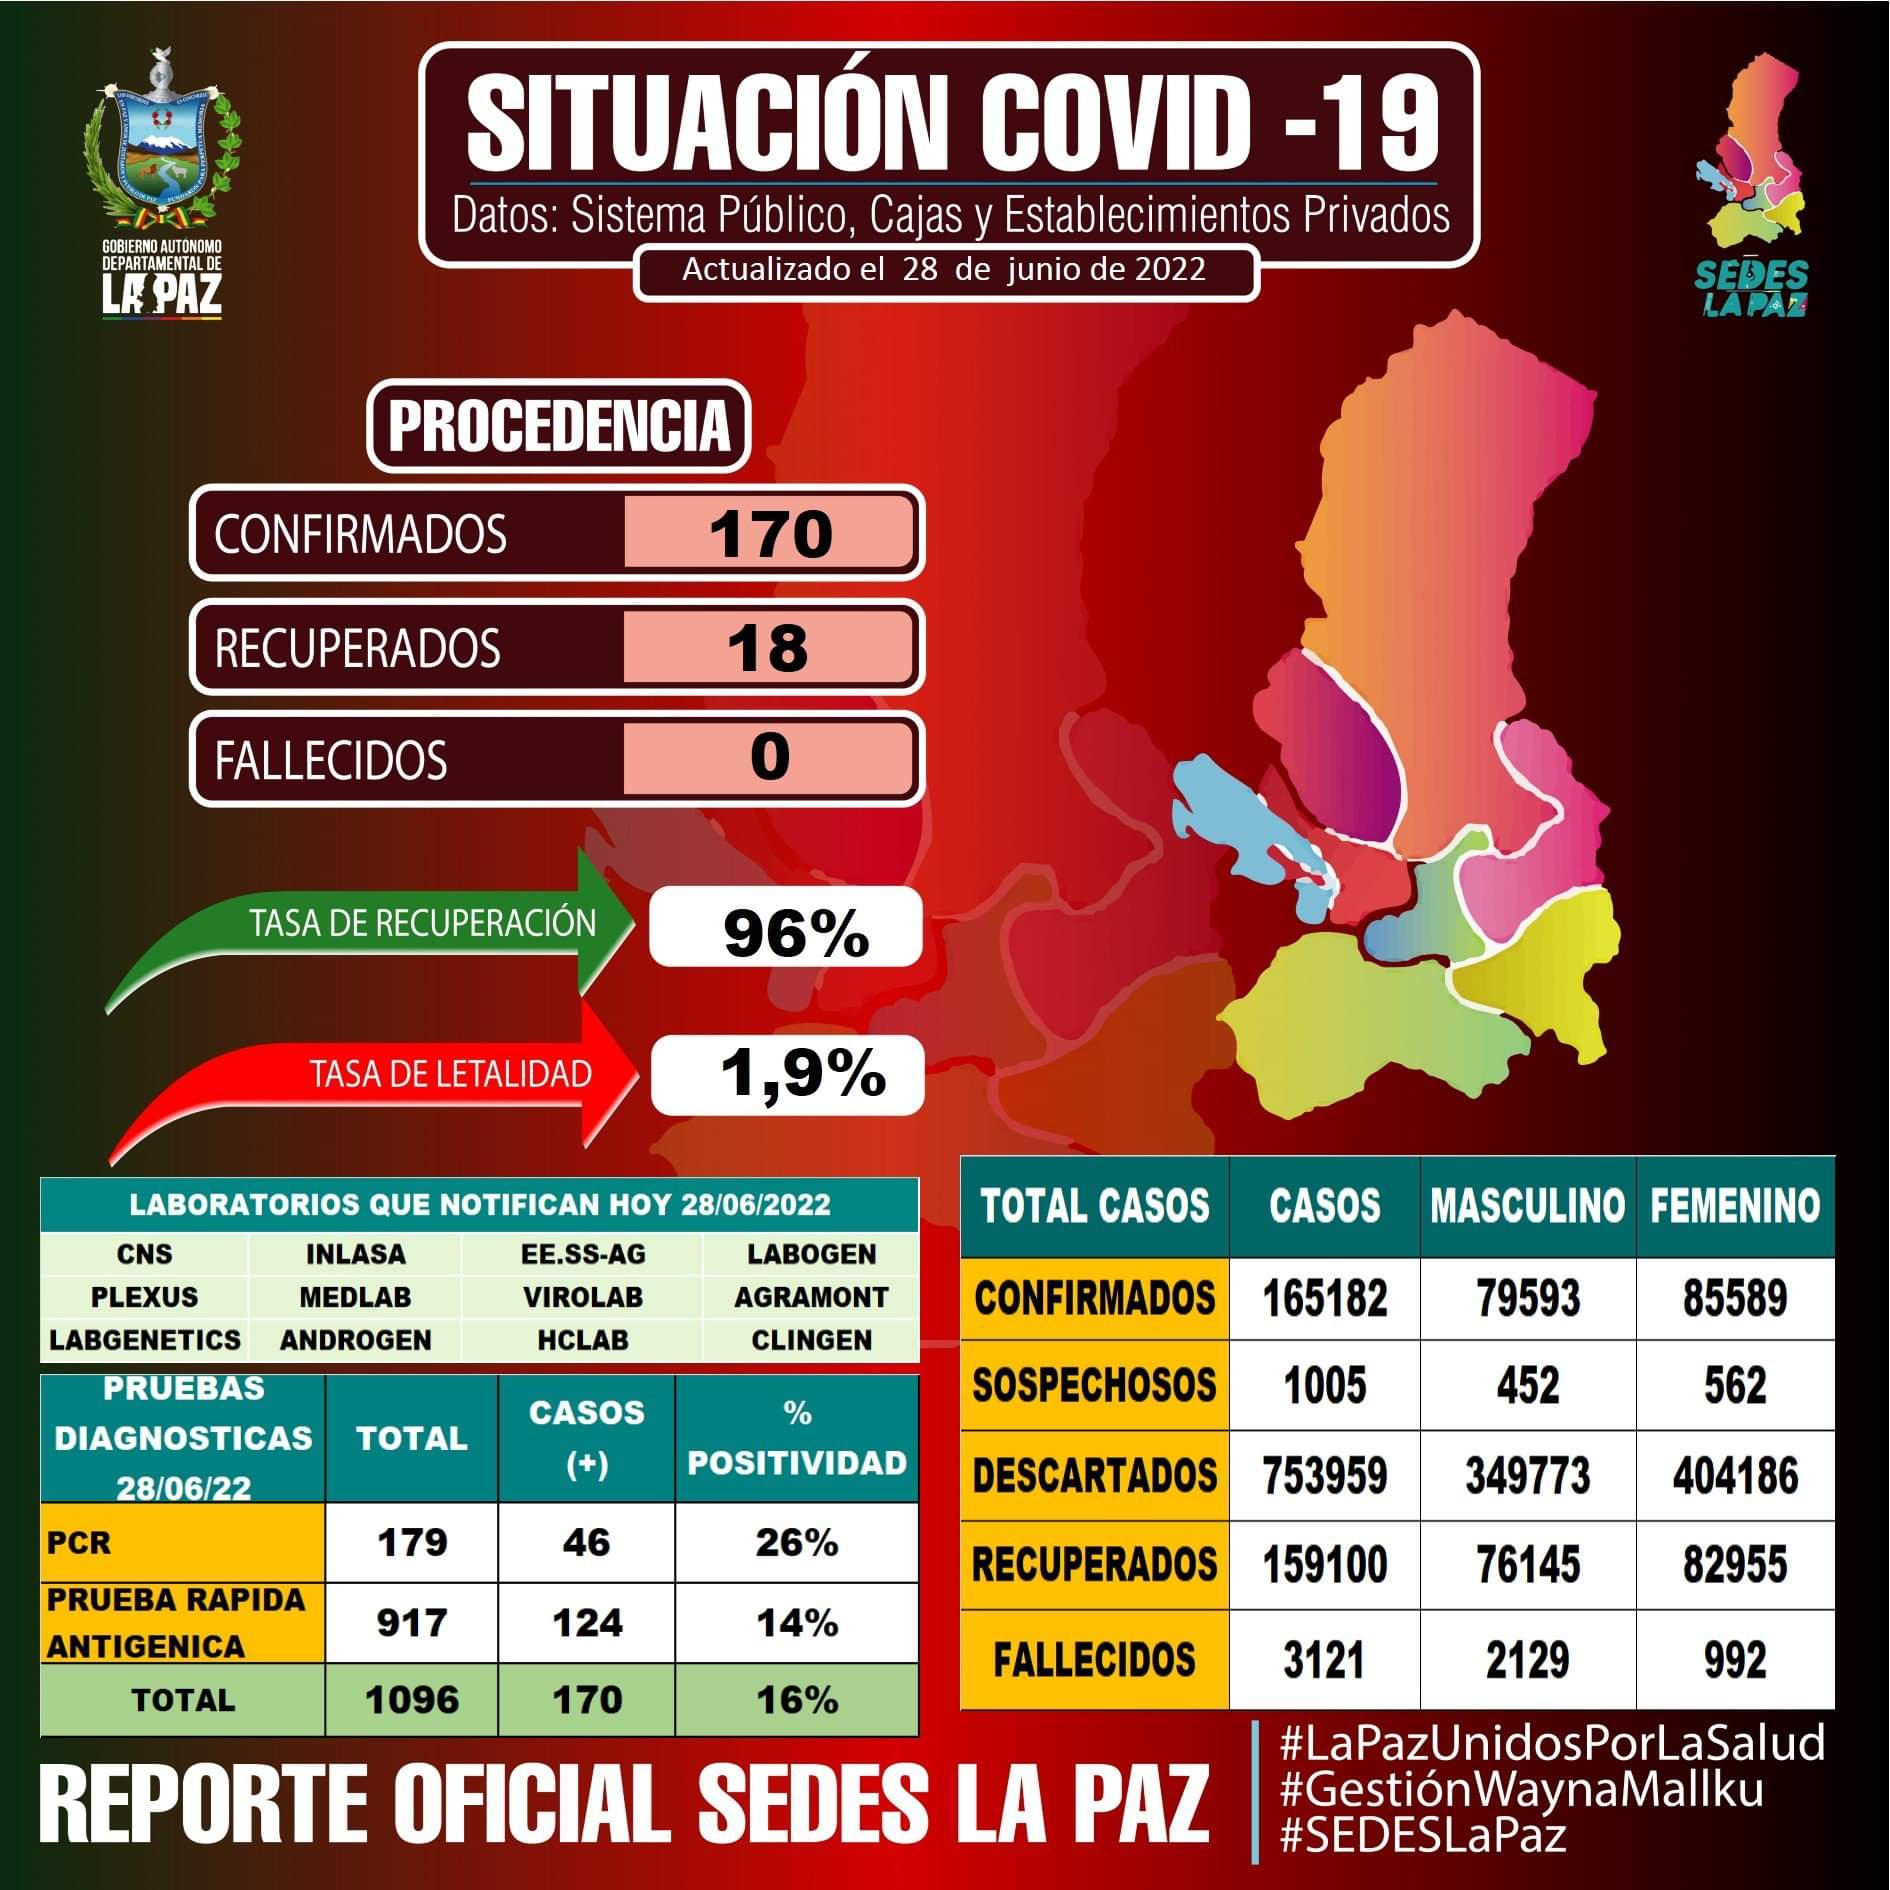 SITUACIÓN COVID -19
Datos: Sistema Público, Cajas y Establecimientos Privados
Actualizado el 28 de junio de 2022
GOBIERNO AUTÓNOMO
DEPARTAMENTAL DE
LA PAZ
SEDES
LA PAZ
PROCEDENCIA
CONFIRMADOS 170
RECUPERADOS 18
FALLECIDOS 0
TASA DE RECUPERACIÓN 96%
TASA DE LETALIDAD 1,9%
LABORATORIOS QUE NOTIFICAN HOY 28/06/2022
CNS INLASA EE.SS-AG LABOGEN
PLEXUS MEDLAB VIROLAB AGRAMONT
LABGENETICS ANDROGEN HCLAB CLINGEN
PRUEBAS
DIAGNOSTICAS
28/06/22
TOTAL
CASOS
(+)
%
POSITIVIDAD
PCR 179 46 26%
PRUEBA RAPIDA
ANTIGENICA
917 124 14%
TOTAL 1096 170 16%
TOTAL CASOS CASOS MASCULINO FEMENINO
CONFIRMADOS 165182 79593 85589
SOSPECHOSOS 1005 452 562
DESCARTADOS 753959 349773 404186
RECUPERADOS 159100 76145 82955
FALLECIDOS 3121 2129 992
REPORTE OFICIAL SEDES LA PAZ
#LaPazUnidosPorLaSalud
#GestiónWaynaMallku
#SEDESLaPaz